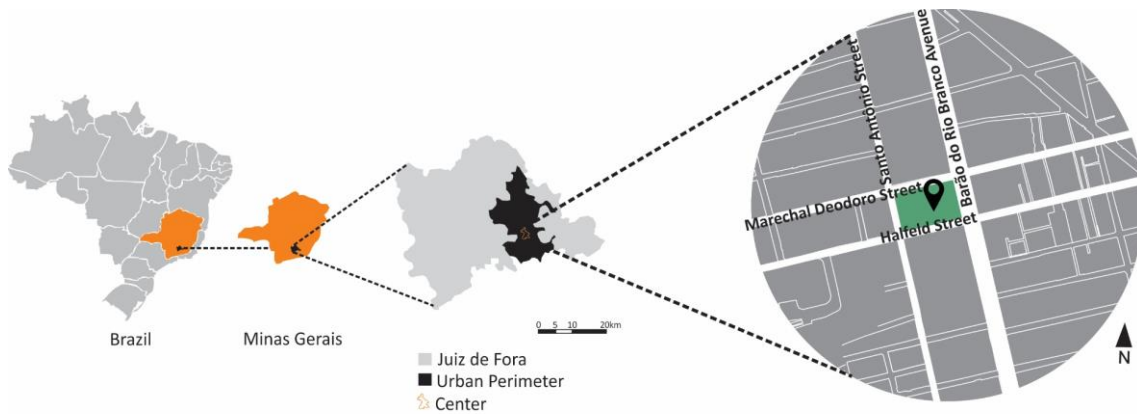 Brazil
Minas Gerais
0 5 10 20km
Juiz de Fora
Urban Perimeter
Center
Santo Antônio Street
Barão do Rio Branco Avenue
Marechal Deodoro Street
Halfeld Street
N